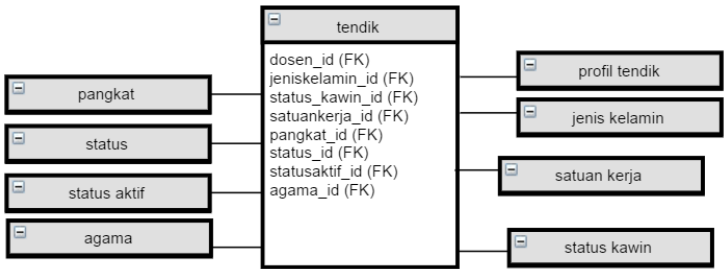 tendik
dosen_id (FK)
jeniskelamin_id (FK)
status_kawin_id (FK)
satuankerja_id (FK)
pangkat_id (FK)
status_id (FK)
statusaktif_id (FK)
agama_id (FK)
pangkat
status
status aktif
agama
profil tendik
jenis kelamin
satuan kerja
status kawin